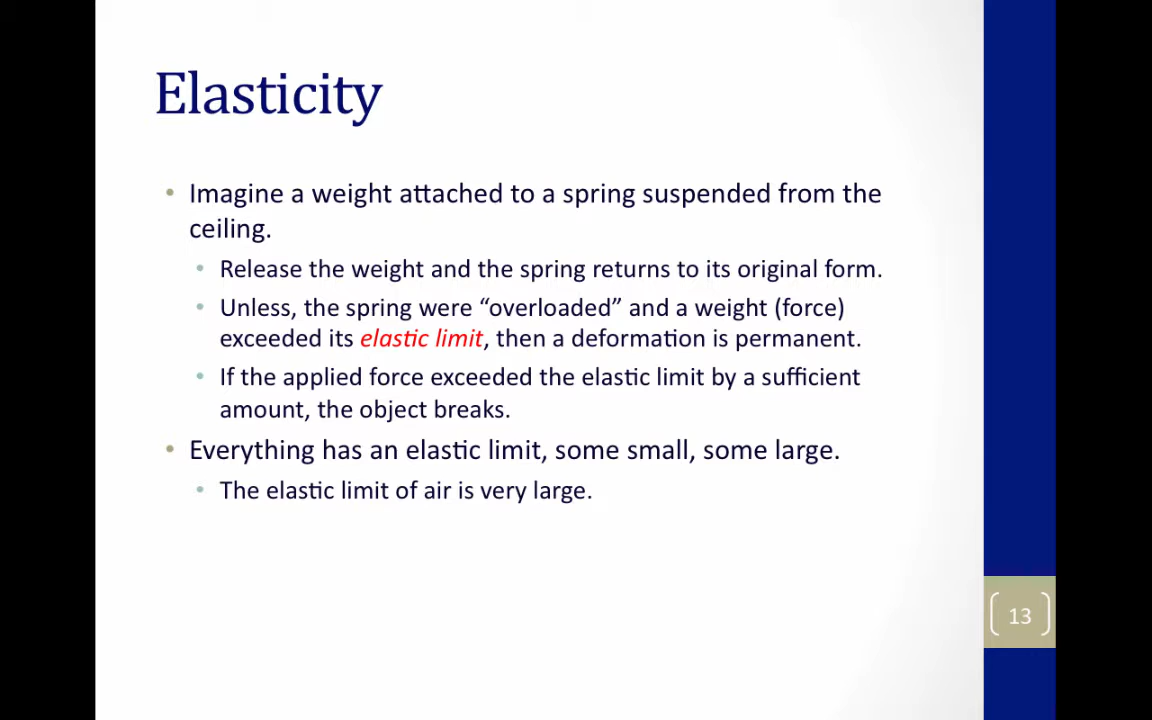 Elasticity
• Imagine a weight attached to a spring suspended from the
ceiling.
• Release the weight and the spring returns to its original form.
• Unless, the spring were “overloaded” and a weight (force)
exceeded its elastic limit, then a deformation is permanent.
• If the applied force exceeded the elastic limit by a sufficient
amount, the object breaks.
• Everything has an elastic limit, some small, some large.
• The elastic limit of air is very large.
13